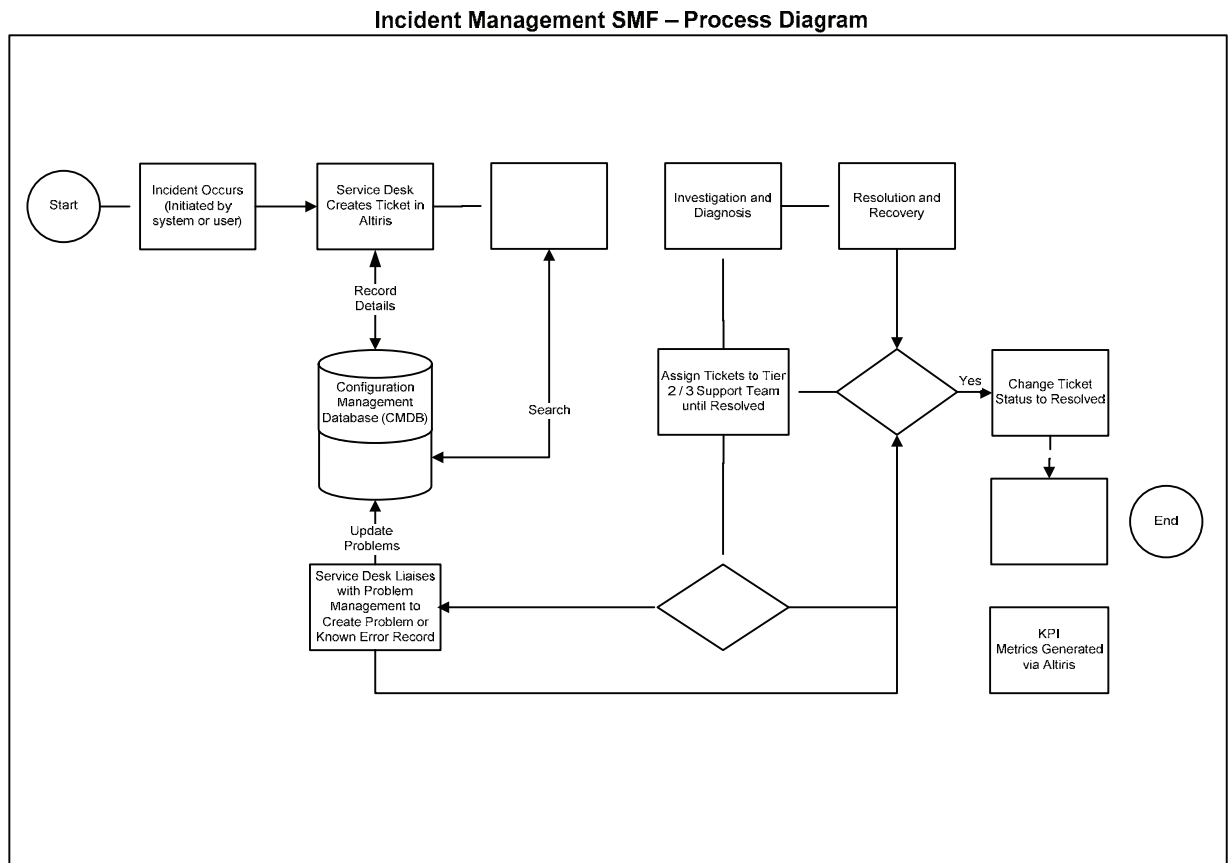 Incident Management SMF – Process Diagram
Start
Incident Occurs
(Initiated by
system or user)
Service Desk
Creates Ticket in
Altiris
Investigation and
Diagnosis
Resolution and
Recovery
Record
Details
Configuration
Management
Database (CMDB)
Search
Assign Tickets to Tier
2 / 3 Support Team
until Resolved
Yes
Change Ticket
Status to Resolved
End
Update
Problems
Service Desk Liaises
with Problem
Management to
Create Problem or
Known Error Record
KPI
Metrics Generated
via Altiris